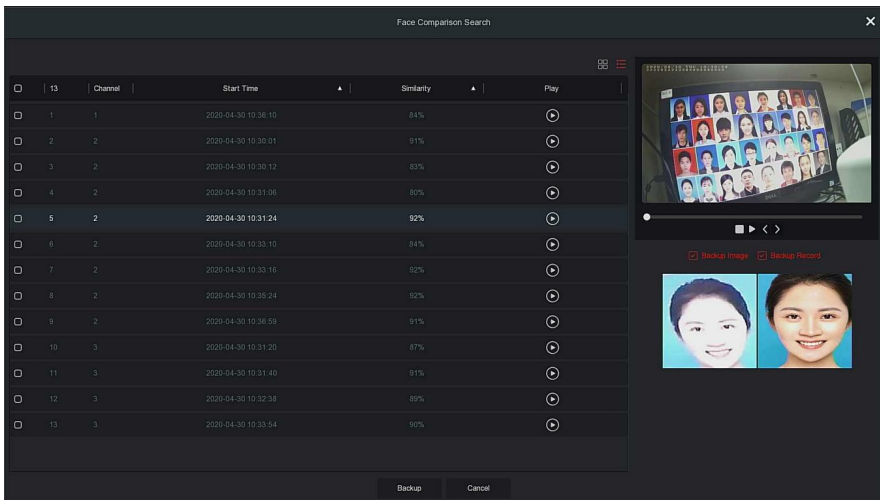 Face Comparison Search
13 Channel Start Time Similarity Play
1 1 2020-04-30 10:36:10 84%
2 2 2020-04-30 10:30:01 91%
3 2 2020-04-30 10:30:12 83%
4 2 2020-04-30 10:31:06 80%
5 2 2020-04-30 10:31:24 92%
6 2 2020-04-30 10:33:10 84%
7 2 2020-04-30 10:33:16 92%
8 2 2020-04-30 10:35:24 92%
9 2 2020-04-30 10:36:59 91%
10 3 2020-04-30 10:31:20 87%
11 3 2020-04-30 10:31:40 91%
12 3 2020-04-30 10:32:38 89%
13 3 2020-04-30 10:33:54 90%
Backup Image Backup Record
Backup Cancel